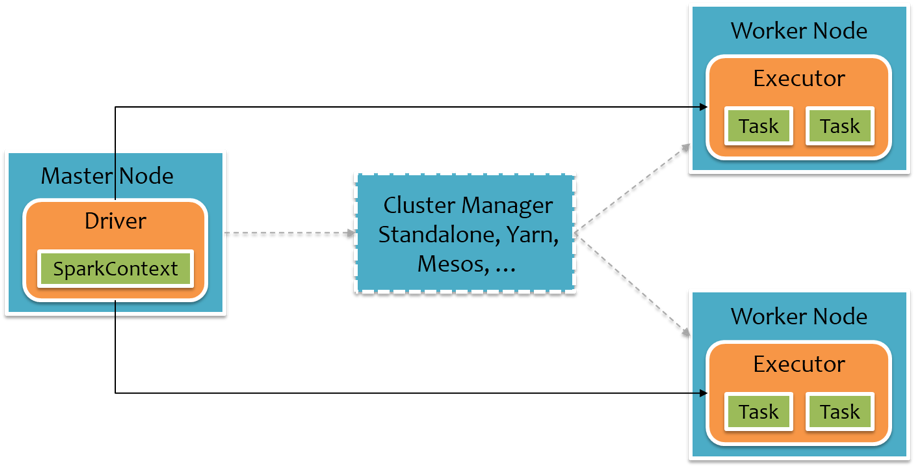 Master Node
Driver
SparkContext
Cluster Manager
Standalone, Yarn,
Mesos, ...
Worker Node
Executor
Task Task
Worker Node
Executor
Task Task